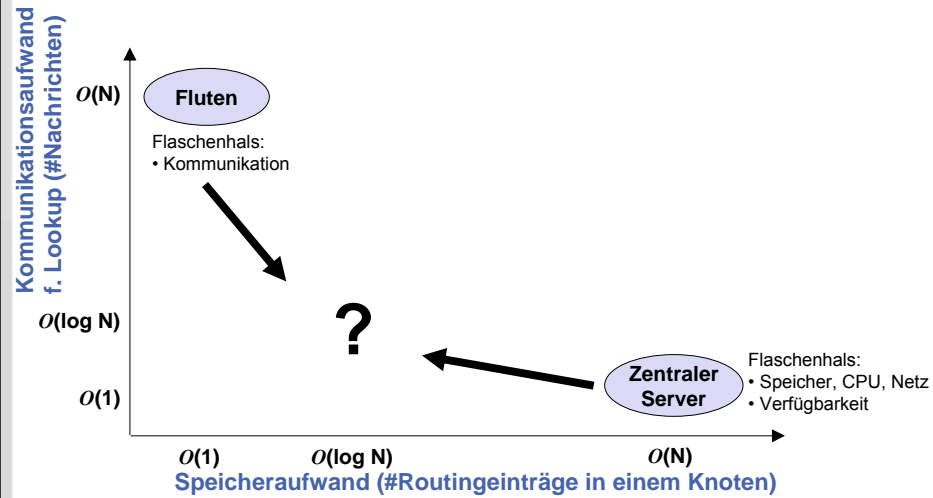 Kommunikationsaufwand
f. Lookup (#Nachrichten)
O(N)
Fluten
Flaschenhals:
• Kommunikation
O(log N)
?
O(1)
Zentraler
Server
Flaschenhals:
• Speicher, CPU, Netz
• Verfügbarkeit
O(1) O(log N) O(N)
Speicheraufwand (#Routingeinträge in einem Knoten)